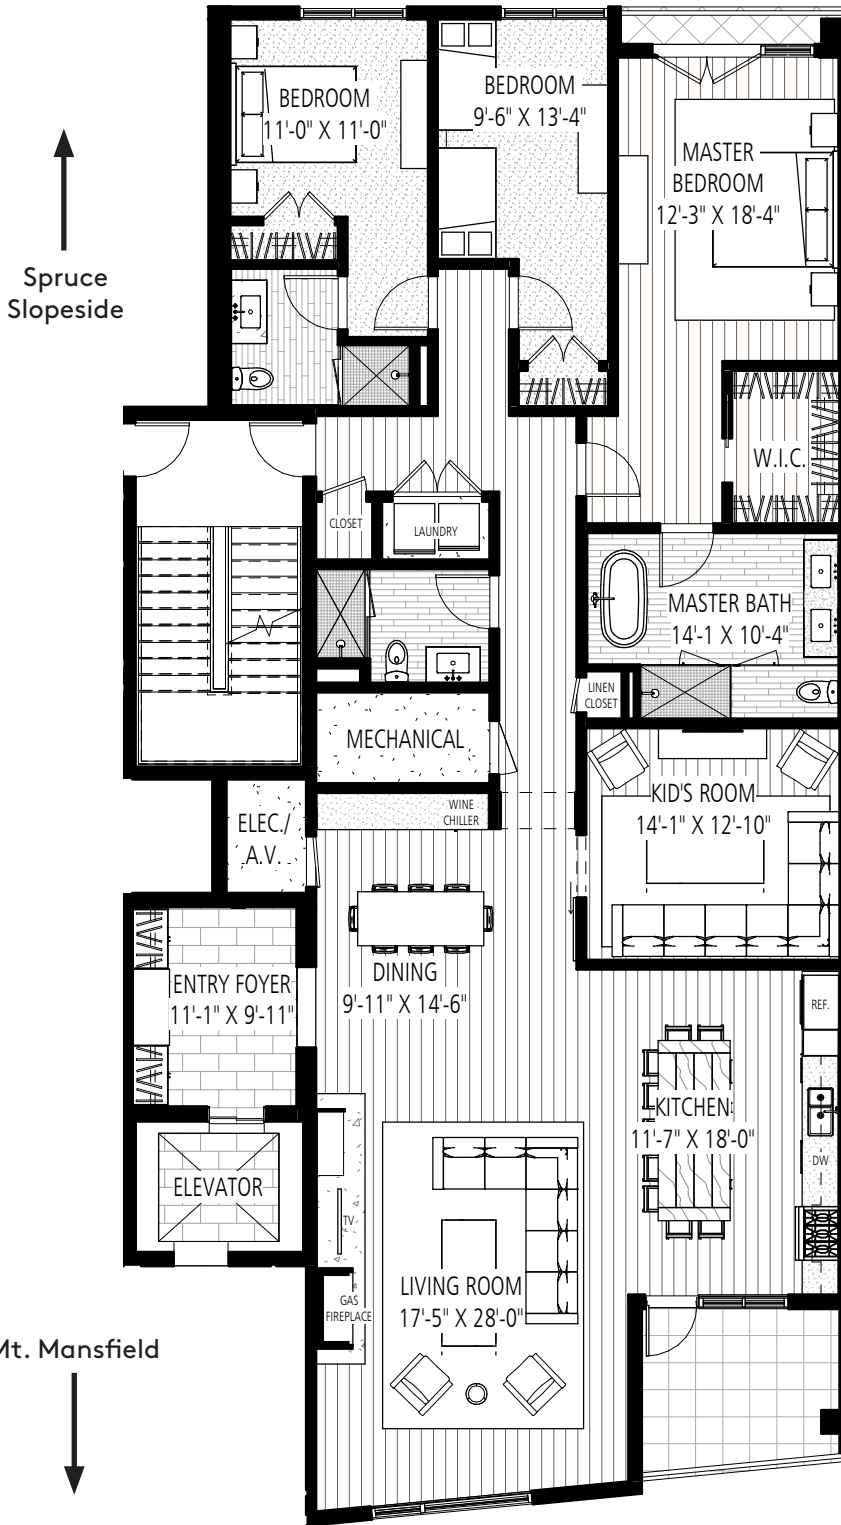 BEDROOM
11'-0" X 11'-0"
BEDROOM
9'-6" X 13'-4"
MASTER
BEDROOM
12'-3" X 18'-4"
Spruce
Slopeside
W.I.C.
CLOSET
LAUNDRY
MASTER BATH
14'-1 X 10'-4"
LINEN
CLOSET
MECHANICAL
KID'S ROOM
14'-1" X 12'-10"
WINE
CHILLER
ELEC./
A.V.
DINING
9'-11" X 14'-6"
ENTRY FOYER
11'-1" X 9'-11"
REF.
KITCHEN
11'-7" X 18'-0"
DW
ELEVATOR
TV
LIVING ROOM
17'-5" X 28'-0"
GAS
FIREPLACE
Mt. Mansfield